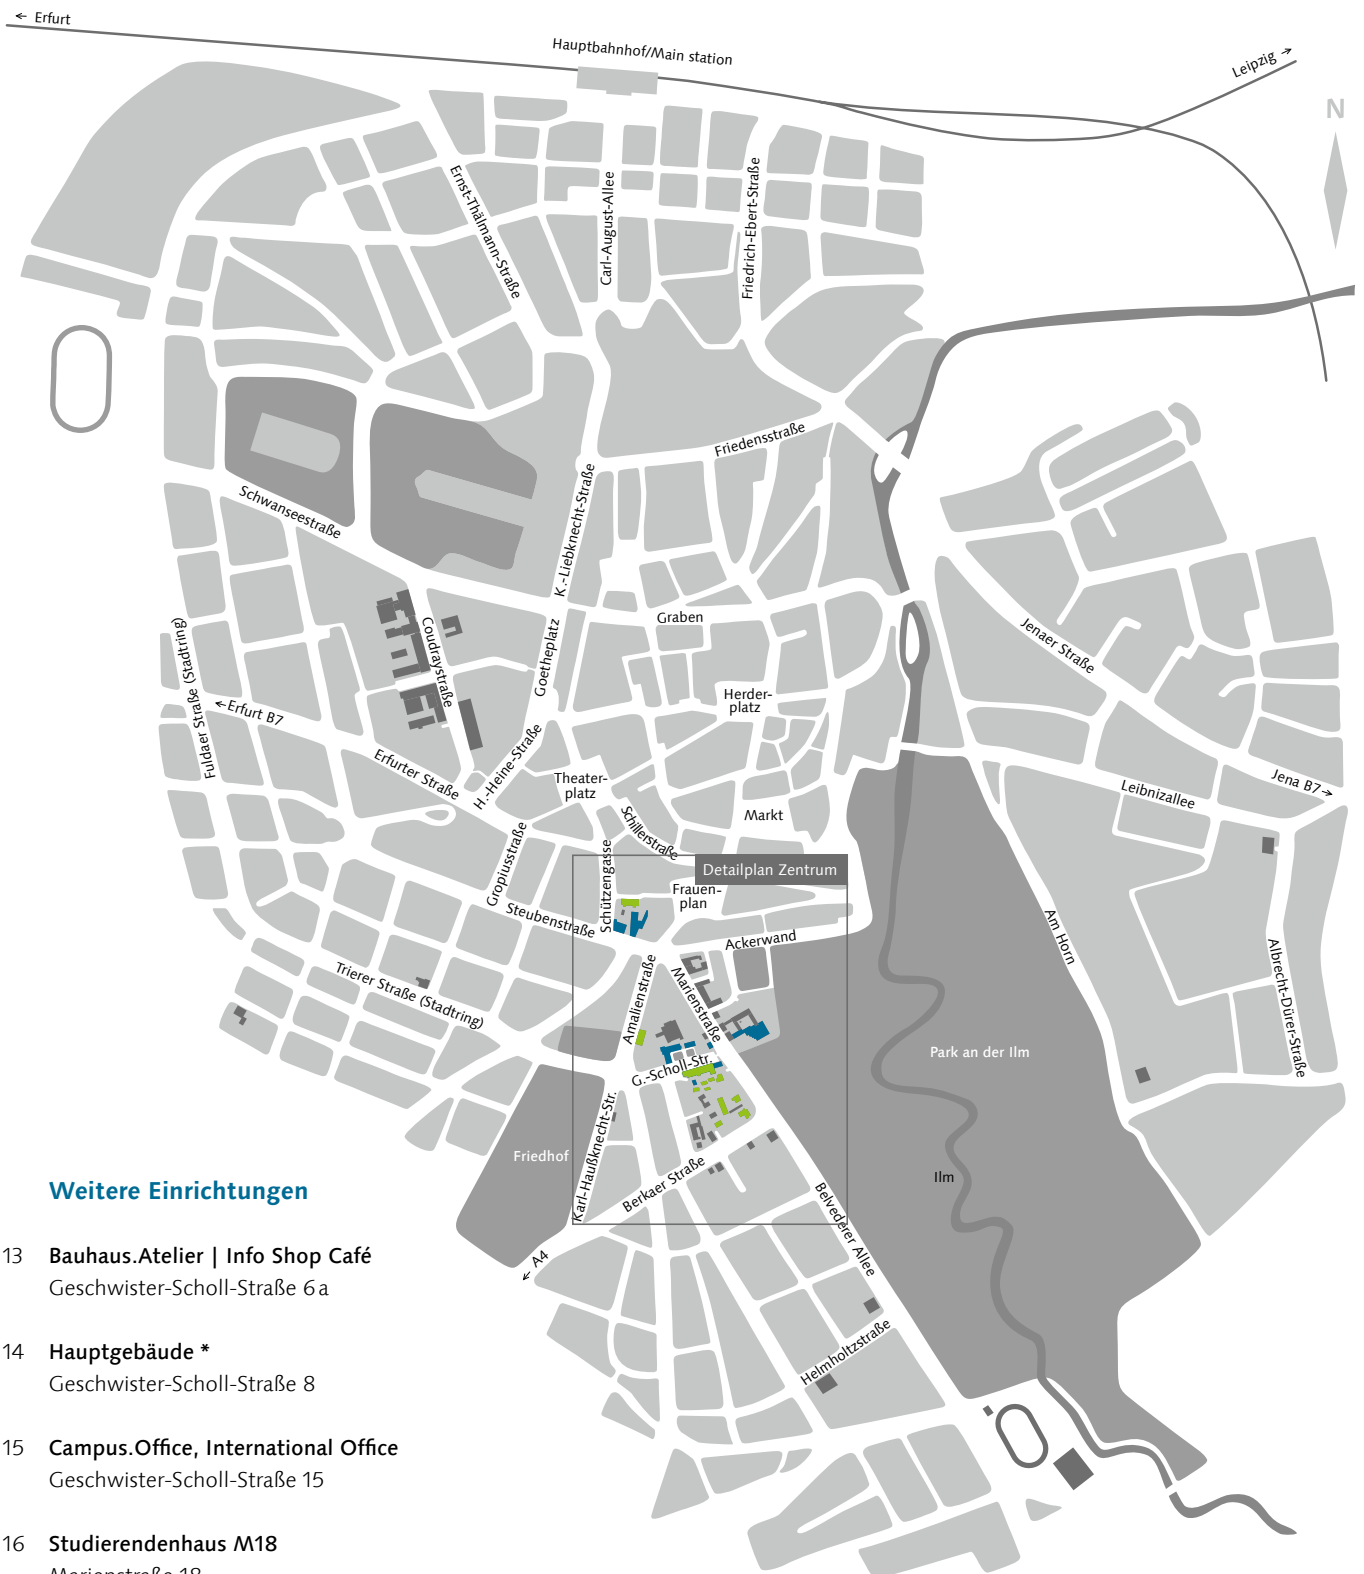 ← Erfurt
Hauptbahnhof/Main station
Leipzig →
N
Ernst-Thälmann-Straße
Carl-August-Allee
Friedrich-Ebert-Straße
Friedensstraße
Schwanseestraße
K.-Liebknecht-Straße
Graben
Jenaer Straße
Coudraystraße
Goetheplatz
Fuldaer Straße (Stadtring)
Herder-
platz
← Erfurt B7
Erfurter Straße
H.-Heine-Straße
Theater-
platz
Jena B7 →
Leibnizallee
Markt
Schillerstraße
Gropiusstraße
Schützengasse
Detailplan Zentrum
Frauen-
plan
Steubenstraße
Ackerwand
Am Horn
Albrecht-Dürer-Straße
Trierer Straße (Stadtring)
Amalienstraße
Marienstraße
Park an der Ilm
G.-Scholl-Str.
Karl-Haußknecht-Str.
Friedhof
Ilm
Berkaer Straße
Belvederer Allee
← A4
Helmholtzstraße
Weitere Einrichtungen
13 Bauhaus.Atelier | Info Shop Café
Geschwister-Scholl-Straße 6 a
14 Hauptgebäude *
Geschwister-Scholl-Straße 8
15 Campus.Office, International Office
Geschwister-Scholl-Straße 15
16 Studierendenhaus M18
Marienstraße 18